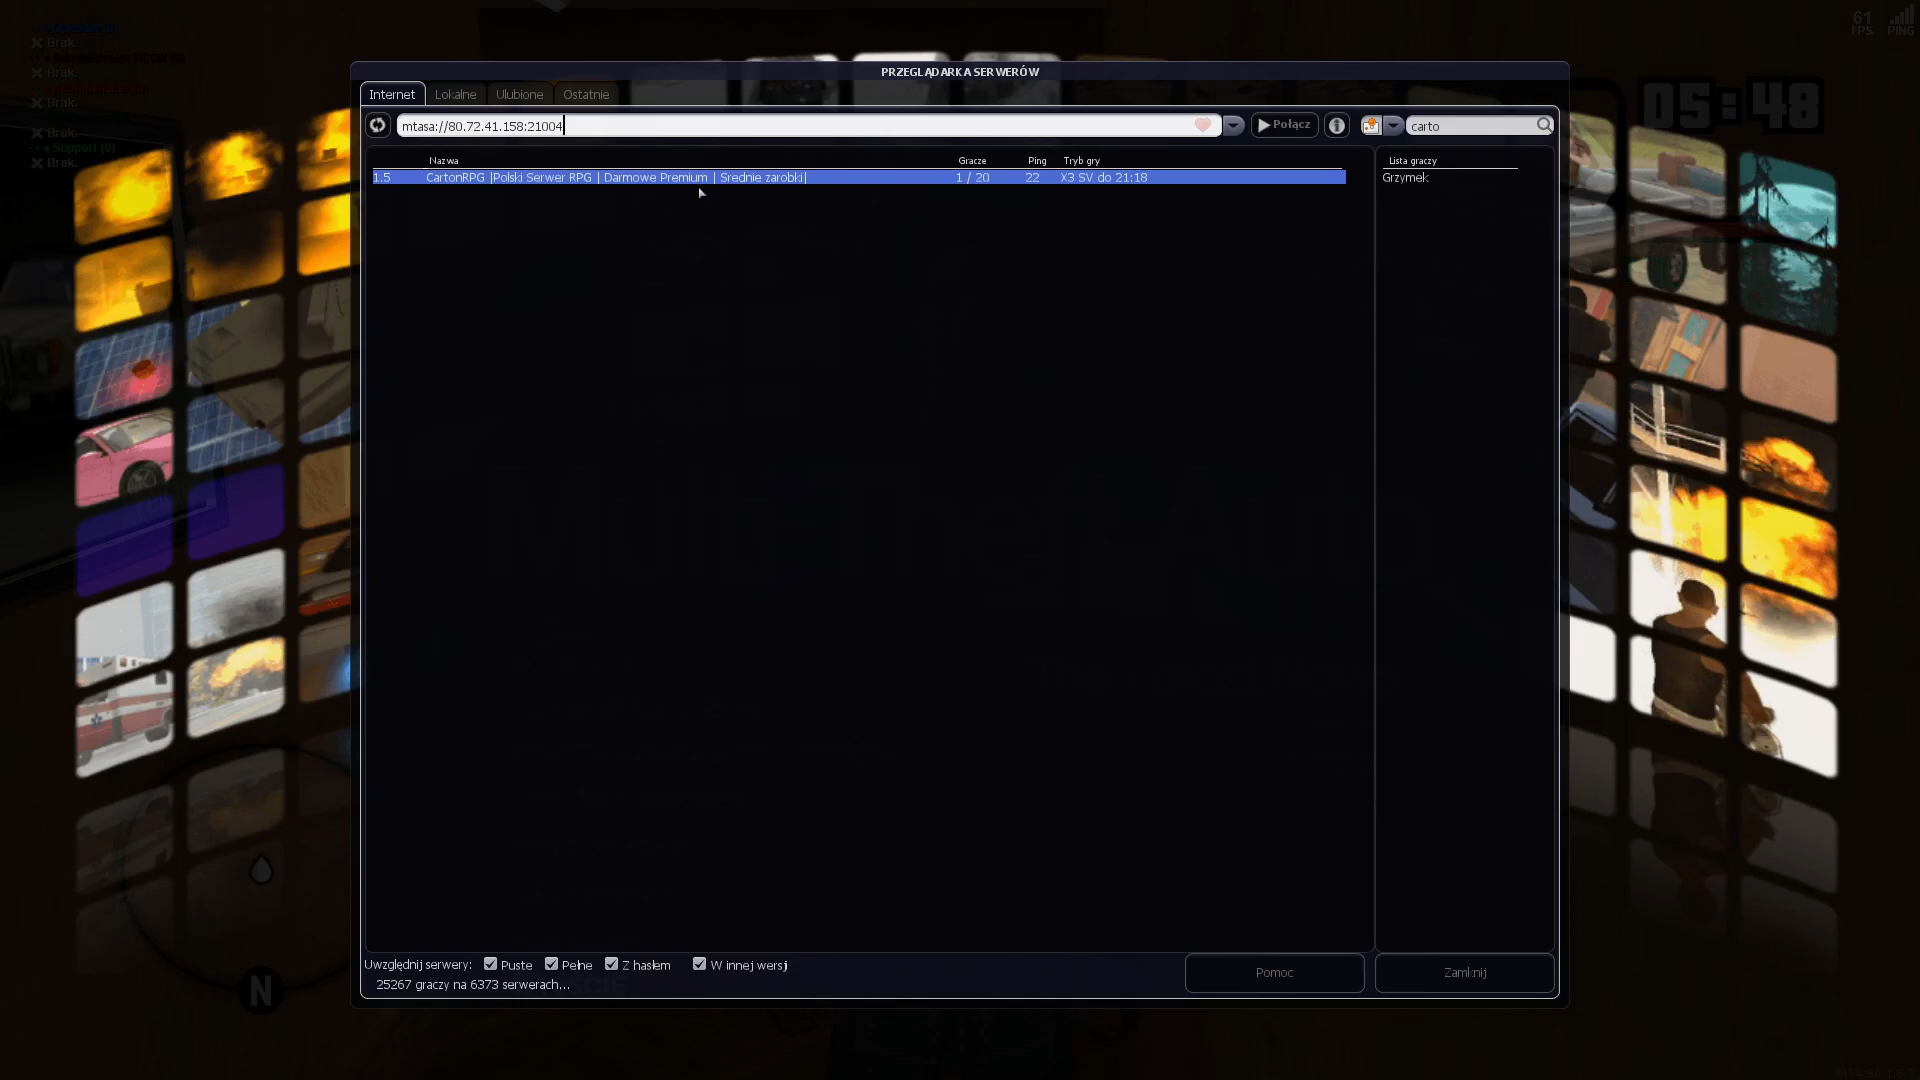 61
FPS PING
Brak.
Brak.
Brak.
Brak.
Support (0)
Brak.
05:48
PRZEGLĄDARKA SERWERÓW
Internet Lokalne Ulubione Ostatnie
mtasa://80.72.41.158:21004 Połącz carto
Nazwa Gracze Ping Tryb gry Lista graczy
1.5 CartonRPG |Polski Serwer RPG | Darmowe Premium | Srednie zarobki| 1 / 20 22 X3 SV do 21:18 Grzymek
Uwzględnij serwery: Puste Pełne Z hasłem W innej wersji
25267 graczy na 6373 serwerach...
Pomoc Zamknij
N